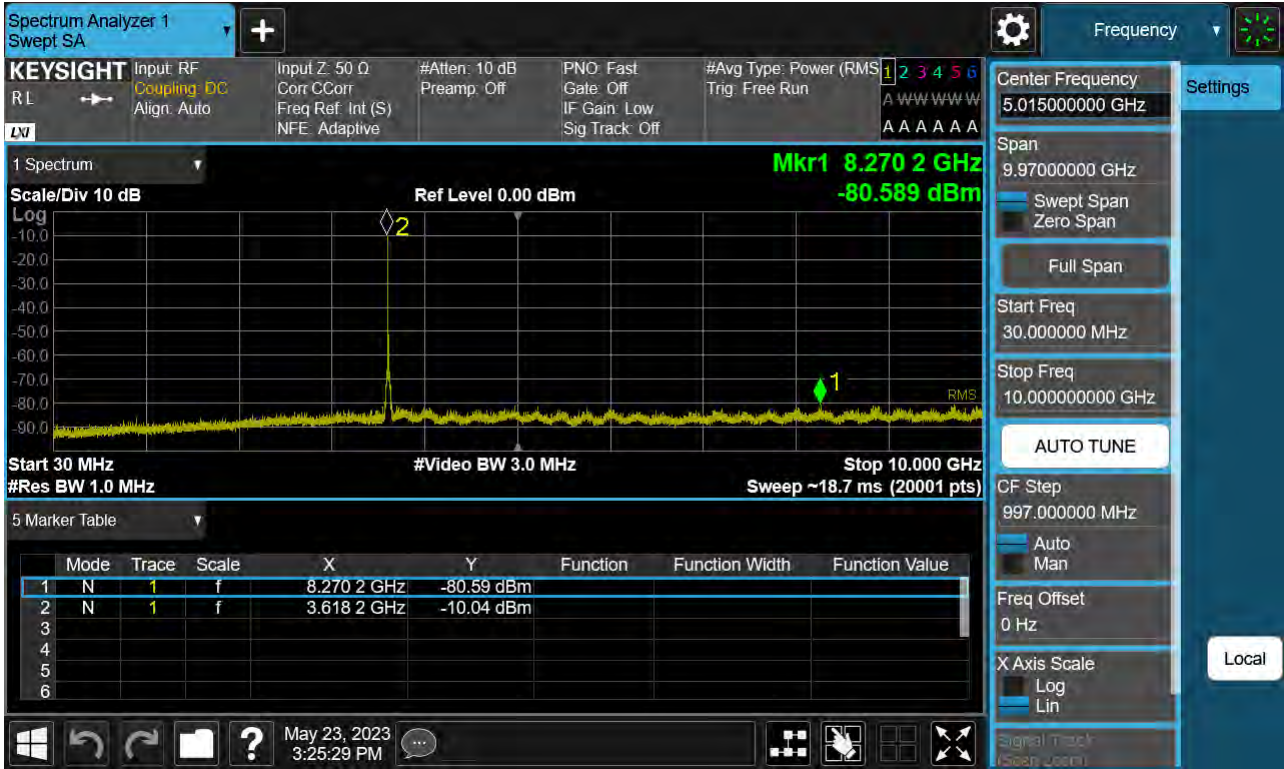 Spectrum Analyzer 1
Swept SA
Frequency
KEYSIGHT
RL
LXI
Input: RF
Coupling: DC
Align: Auto
Input Z: 50 Ω
Corr CCorr
Freq Ref: Int (S)
NFE: Adaptive
#Atten: 10 dB
Preamp: Off
PNO: Fast
Gate: Off
IF Gain: Low
Sig Track: Off
#Avg Type: Power (RMS
Trig: Free Run
1 2 3 4 5 6
A W W W W W
A A A A A A
1 Spectrum
Mkr1 8.270 2 GHz
Scale/Div 10 dB
Ref Level 0.00 dBm
-80.589 dBm
Log
2
-10.0
-20.0
-30.0
-40.0
-50.0
-60.0
-70.0
1
RMS
-80.0
-90.0
Start 30 MHz
#Video BW 3.0 MHz
Stop 10.000 GHz
#Res BW 1.0 MHz
Sweep ~18.7 ms (20001 pts)
5 Marker Table
Mode Trace Scale X Y Function Function Width Function Value
1 N 1 f 8.270 2 GHz -80.59 dBm
2 N 1 f 3.618 2 GHz -10.04 dBm
3
4
5
6
May 23, 2023
3:25:29 PM
Center Frequency
5.015000000 GHz
Settings
Span
9.97000000 GHz
Swept Span
Zero Span
Full Span
Start Freq
30.000000 MHz
Stop Freq
10.000000000 GHz
AUTO TUNE
CF Step
997.000000 MHz
Auto
Man
Freq Offset
0 Hz
X Axis Scale
Log
Lin
Local
Signal Track
(Span Zoom)